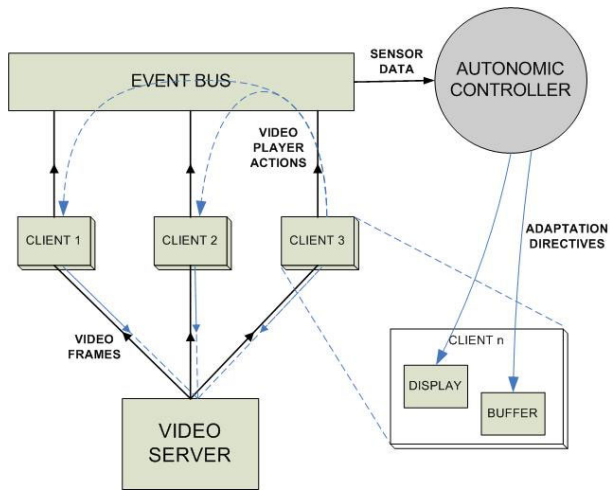 SENSOR
DATA
EVENT BUS
AUTONOMIC
CONTROLLER
VIDEO
PLAYER
ACTIONS
CLIENT 1
CLIENT 2
CLIENT 3
ADAPTATION
DIRECTIVES
VIDEO
FRAMES
CLIENT n
DISPLAY
BUFFER
VIDEO
SERVER